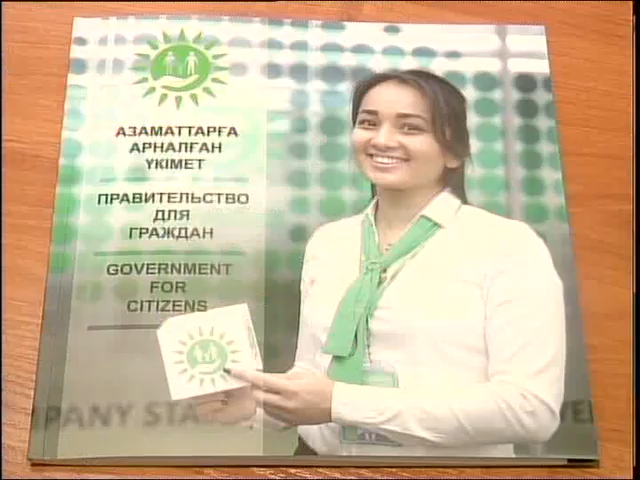 АЗАМАТТАРҒА
АРНАЛҒАН
ҮКІМЕТ
ПРАВИТЕЛЬСТВО
ДЛЯ
ГРАЖДАН
GOVERNMENT
FOR
CITIZENS